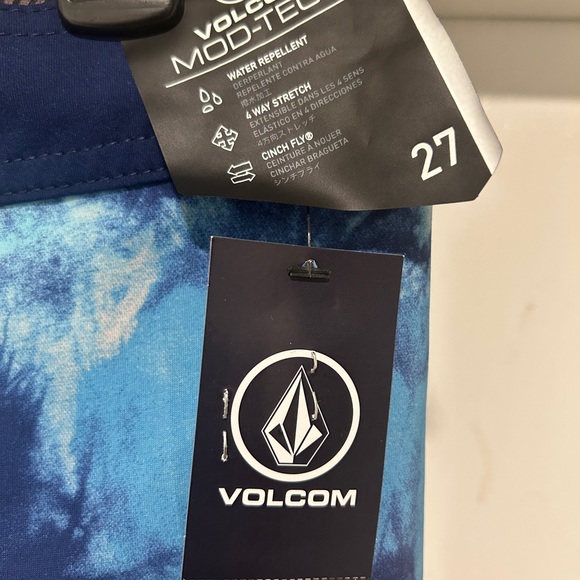 VOLCOM
MOD-TECH
WATER REPELLENT
DEPERLANT
REPELENTE CONTRA AGUA
撥水加工
4 WAY STRETCH
EXTENSIBLE DANS LES 4 SENS
ELÁSTICO EN 4 DIRECCIONES
4方向ストレッチ
CINCH FLY®
CEINTURE À NOUER
CINCHAR BRAGUETA
シンチフライ
27
VOLCOM